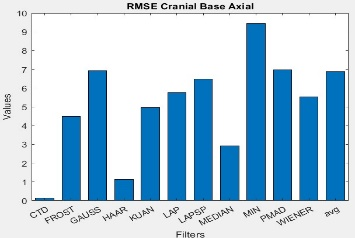 RMSE Cranial Base Axial
10
9
8
7
6
5
4
3
2
1
0
Values
CTD FROST GAUSS HAAR KUAN LAP LAPSP MEDIAN MIN PMAD WIENER avg
Filters